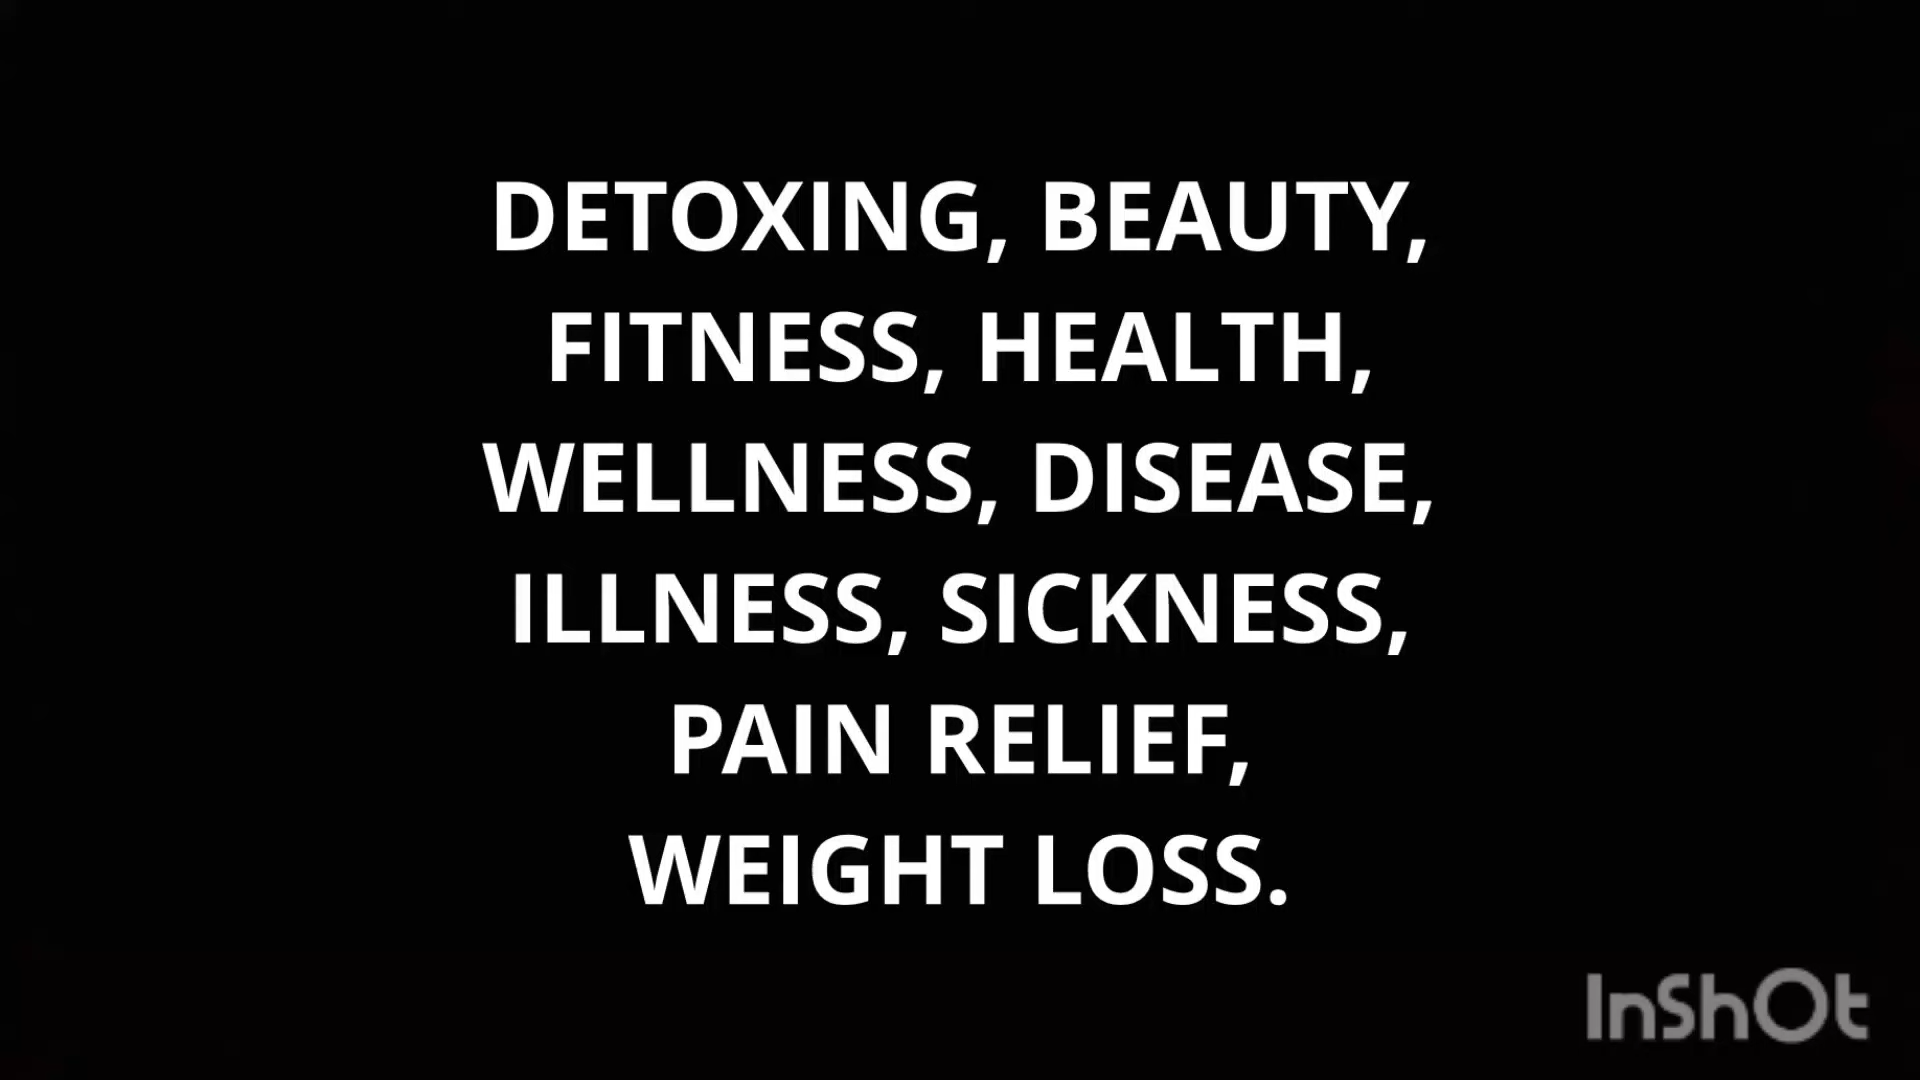 DETOXING, BEAUTY,
FITNESS, HEALTH,
WELLNESS, DISEASE,
ILLNESS, SICKNESS,
PAIN RELIEF,
WEIGHT LOSS.
InShOt